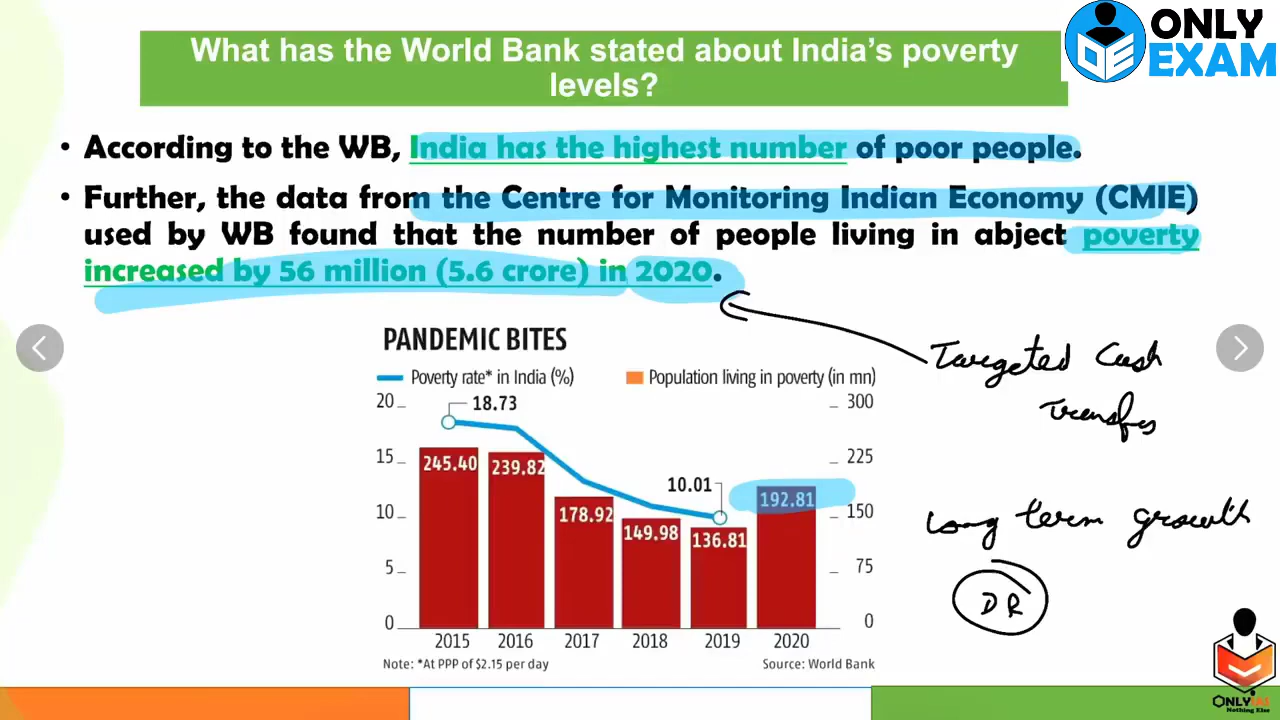 ONLY
EXAM
What has the World Bank stated about India's poverty
levels?
• According to the WB, India has the highest number of poor people.
• Further, the data from the Centre for Monitoring Indian Economy (CMIE)
used by WB found that the number of people living in abject poverty
increased by 56 million (5.6 crore) in 2020.
PANDEMIC BITES
Poverty rate* in India (%)
Population living in poverty (in mn)
20
300
18.73
15
225
245.40
239.82
10.01
192.81
10
150
178.92
149.98
136.81
5
75
0
0
2015 2016 2017 2018 2019 2020
Note: *At PPP of $2.15 per day
Source: World Bank
Targeted Cash
Long term growth
DR
ONLYIAS
Nothing Else